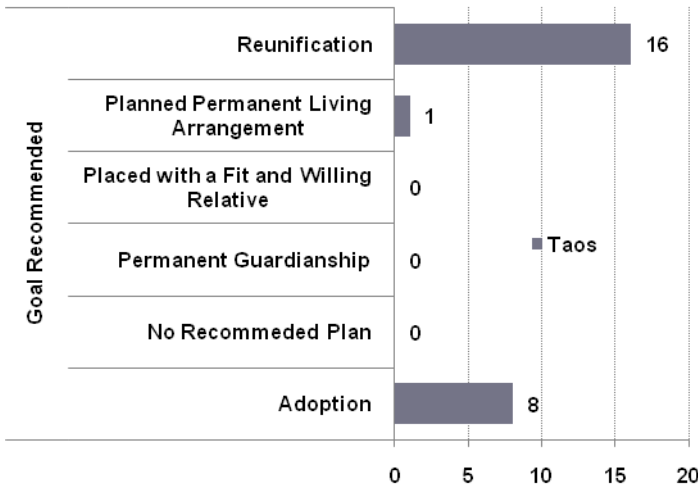 Goal Recommended
Reunification
16
Planned Permanent Living
Arrangement
1
Placed with a Fit and Willing
Relative
0
Permanent Guardianship
0
No Recommeded Plan
0
Adoption
8
Taos
0 5 10 15 20